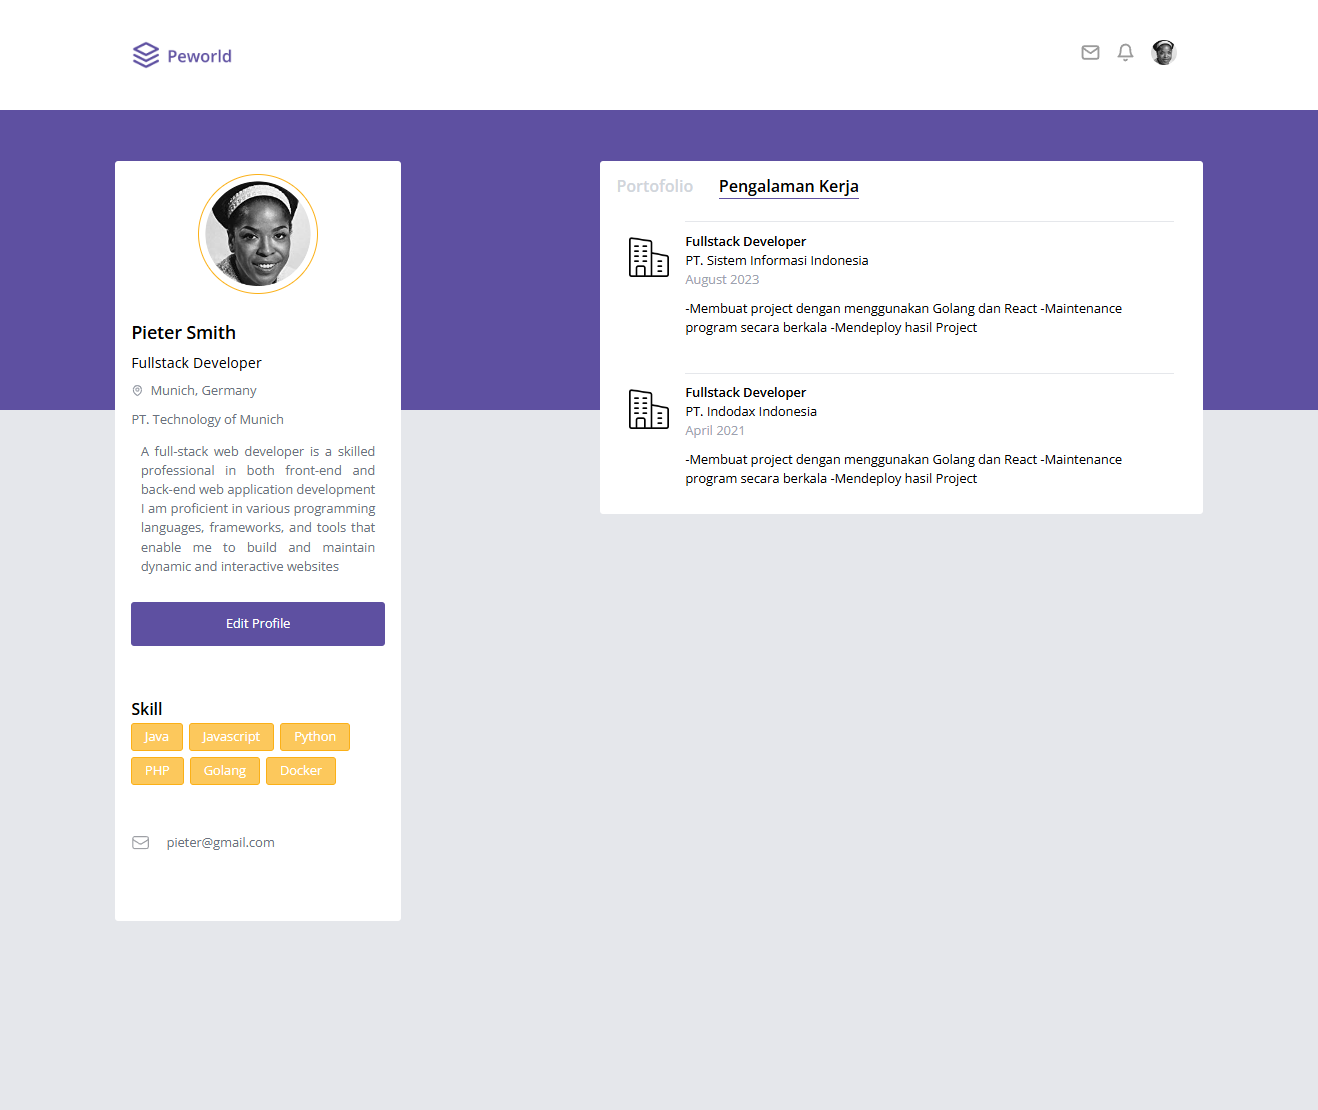 Peworld
Pieter Smith
Fullstack Developer
Munich, Germany
PT. Technology of Munich
A full-stack web developer is a skilled
professional in both front-end and
back-end web application development
I am proficient in various programming
languages, frameworks, and tools that
enable me to build and maintain
dynamic and interactive websites
Edit Profile
Skill
Java Javascript Python
PHP Golang Docker
pieter@gmail.com
Portofolio Pengalaman Kerja
Fullstack Developer
PT. Sistem Informasi Indonesia
August 2023
-Membuat project dengan menggunakan Golang dan React -Maintenance
program secara berkala -Mendeploy hasil Project
Fullstack Developer
PT. Indodax Indonesia
April 2021
-Membuat project dengan menggunakan Golang dan React -Maintenance
program secara berkala -Mendeploy hasil Project